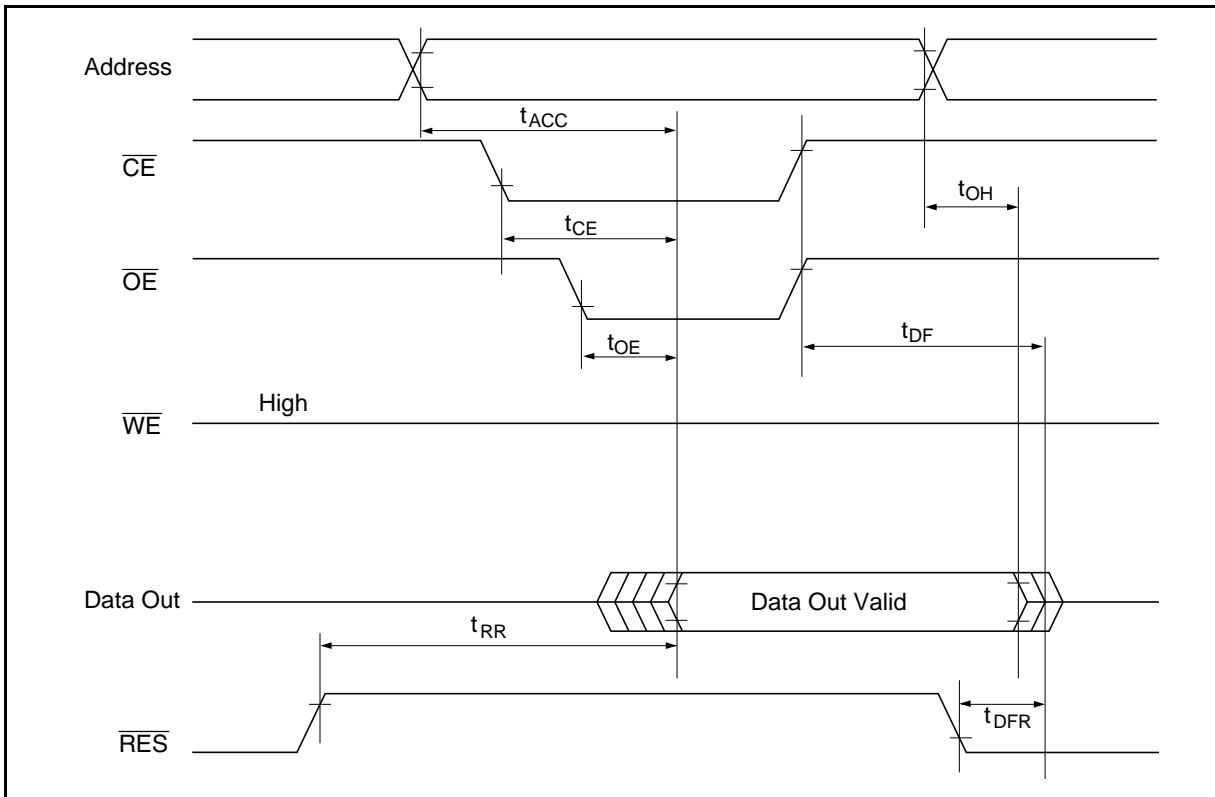 Address
tACC
CE
tOH
tCE
OE
tDF
tOE
High
WE
Data Out
Data Out Valid
tRR
tDFR
RES